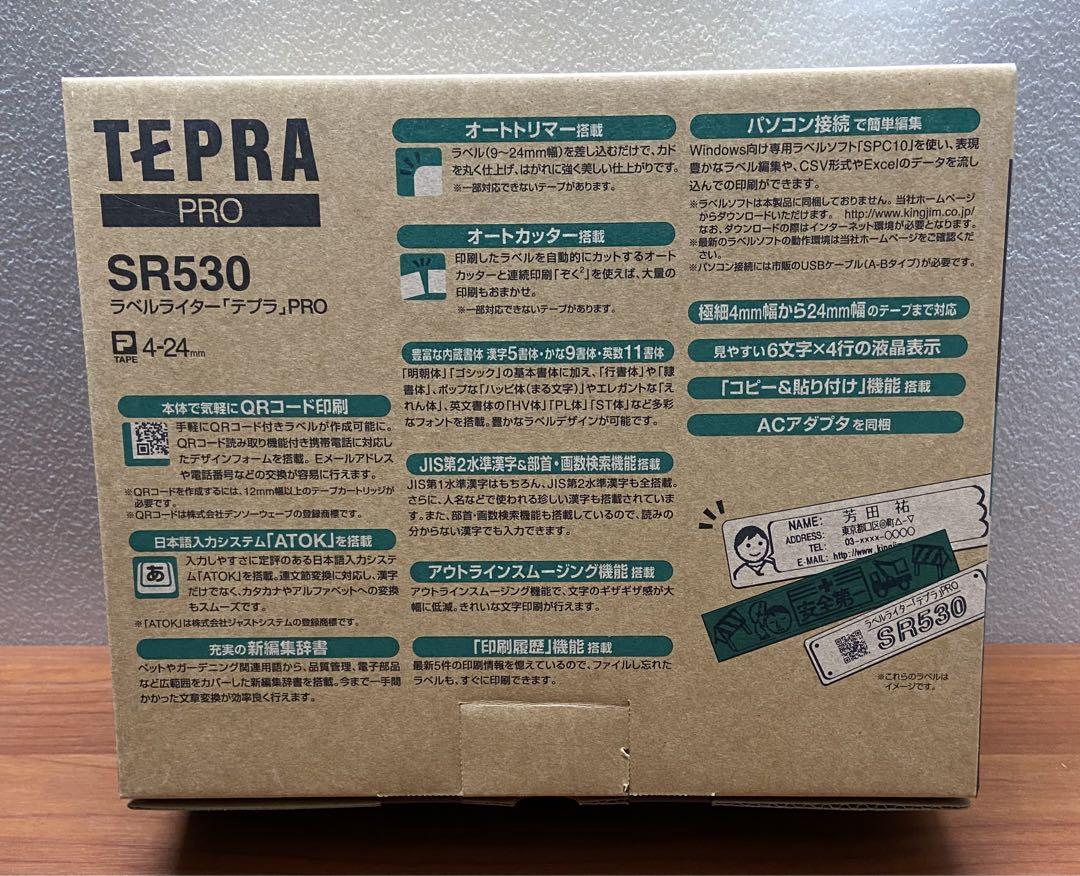 TEPRA
PRO
SR530
ラベルライター「テプラ」PRO
TAPE 4-24mm
本体で気軽にQRコード印刷
手軽にQRコード付きラベルが作成可能に。
QRコード読み取り機能付き携帯電話に対応し
たデザインフォームを搭載。Eメールアドレス
や電話番号などの交換が容易に行えます。
※QRコードを作成するには、12mm幅以上のテープカートリッジが
必要です。
※QRコードは株式会社デンソーウェーブの登録商標です。
日本語入力システム「ATOK」を搭載
あ
入力しやすさに定評のある日本語入力システ
ム「ATOK」を搭載。連文節変換に対応し、漢字
だけでなく、カタカナやアルファベットへの変換
もスムーズです。
※「ATOK」は株式会社ジャストシステムの登録商標です。
充実の新編集辞書
ペットやガーデニング関連用語から、品質管理、電子部品
など広範囲をカバーした新編集辞書を搭載。今まで一手間
かかった文章変換が効率良く行えます。
オートトリマー搭載
ラベル(9〜24mm幅)を差し込むだけで、カド
を丸く仕上げ、はがれに強く美しい仕上がりです。
※一部対応できないテープがあります。
オートカッター搭載
印刷したラベルを自動的にカットするオート
カッターと連続印刷「ぞく²」を使えば、大量の
印刷もおまかせ。
※一部対応できないテープがあります。
豊富な内蔵書体 漢字5書体・かな9書体・英数11書体
「明朝体」「ゴシック」の基本書体に加え、「行書体」や「隷
書体」、ポップな「ハッピ体(まる文字)」やエレガントな「え
れん体」、英文書体の「HV体」「PL体」「ST体」など多彩
なフォントを搭載。豊かなラベルデザインが可能です。
JIS第2水準漢字&部首・画数検索機能搭載
JIS第1水準漢字はもちろん、JIS第2水準漢字も全搭載。
さらに、人名などで使われる珍しい漢字も搭載されていま
す。また、部首・画数検索機能も搭載しているので、読みの
分からない漢字でも入力できます。
アウトラインスムージング機能 搭載
アウトラインスムージング機能で、文字のギザギザ感が大
幅に低減。きれいな文字印刷が行えます。
「印刷履歴」機能 搭載
最新5件の印刷情報を憶えているので、ファイルし忘れた
ラベルも、すぐに印刷できます。
パソコン接続で簡単編集
Windows向け専用ラベルソフト「SPC10」を使い、表現
豊かなラベル編集や、CSV形式やExcelのデータを流し
込んでの印刷ができます。
※ラベルソフトは本製品に同梱しておりません。当社ホームページ
からダウンロードいただけます。 http://www.kingjim.co.jp/
なお、ダウンロードの際はインターネット環境が必要となります。
※最新のラベルソフトの動作環境は当社ホームページをご確認くだ
さい。
※パソコン接続には市販のUSBケーブル(A-Bタイプ)が必要です。
極細4mm幅から24mm幅のテープまで対応
見やすい6文字×4行の液晶表示
「コピー&貼り付け」機能 搭載
ACアダプタを同梱
NAME: 芳田 祐
ADDRESS: 東京都口区◎町△-▽
TEL: 03-xxxx-○○○○
E-MAIL: http://www.kingj
安全第一
ラベルライター「テプラ」PRO
SR530
※これらのラベルは
イメージです。